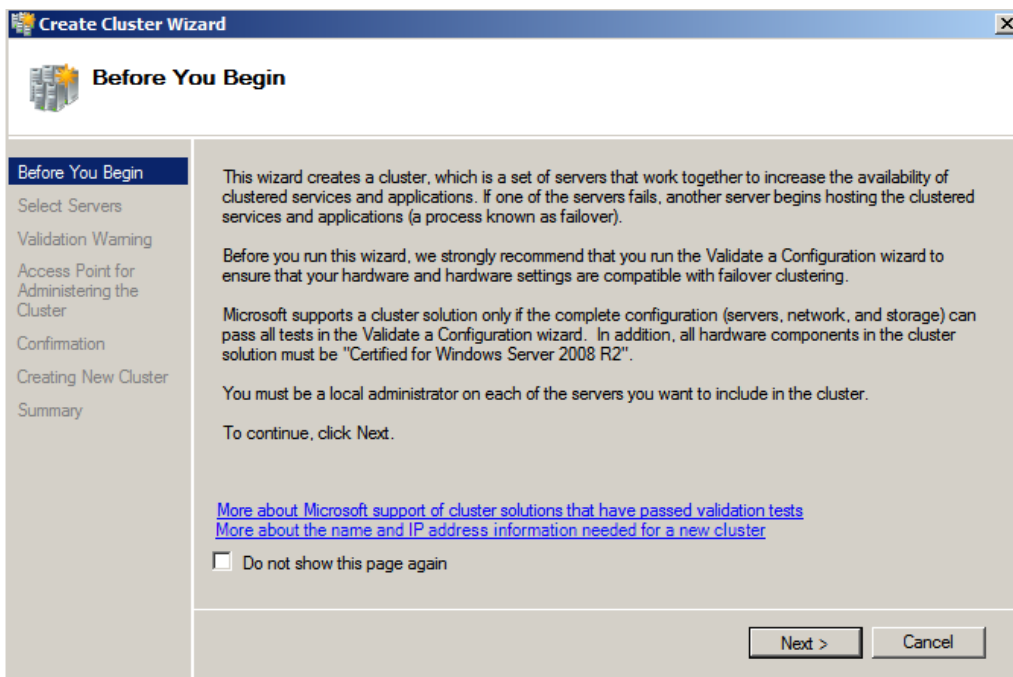 Create Cluster Wizard
Before You Begin
Before You Begin
Select Servers
Validation Warning
Access Point for
Administering the
Cluster
Confirmation
Creating New Cluster
Summary
This wizard creates a cluster, which is a set of servers that work together to increase the availability of
clustered services and applications. If one of the servers fails, another server begins hosting the clustered
services and applications (a process known as failover).
Before you run this wizard, we strongly recommend that you run the Validate a Configuration wizard to
ensure that your hardware and hardware settings are compatible with failover clustering.
Microsoft supports a cluster solution only if the complete configuration (servers, network, and storage) can
pass all tests in the Validate a Configuration wizard. In addition, all hardware components in the cluster
solution must be "Certified for Windows Server 2008 R2".
You must be a local administrator on each of the servers you want to include in the cluster.
To continue, click Next.
More about Microsoft support of cluster solutions that have passed validation tests
More about the name and IP address information needed for a new cluster
Do not show this page again
Next >
Cancel